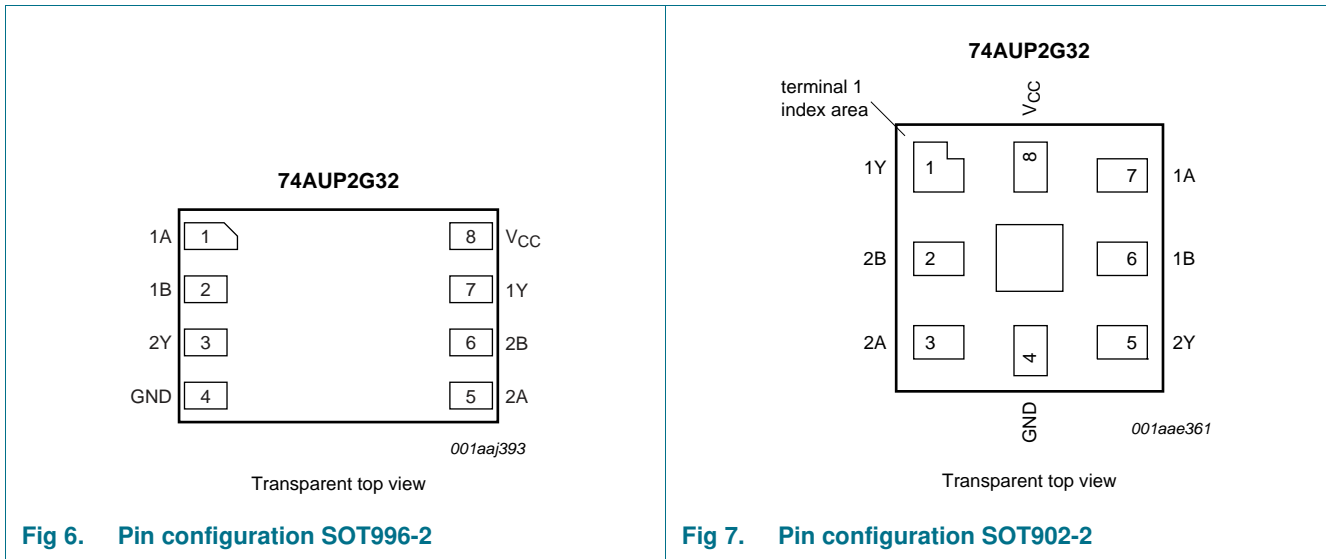 74AUP2G32
1A 1 8 VCC
1B 2 7 1Y
2Y 3 6 2B
GND 4 5 2A
001aaj393
Transparent top view
Fig 6. Pin configuration SOT996-2
74AUP2G32
terminal 1
index area
VCC
1Y 1 8 7 1A
2B 2 6 1B
2A 3 4 5 2Y
GND
001aae361
Transparent top view
Fig 7. Pin configuration SOT902-2